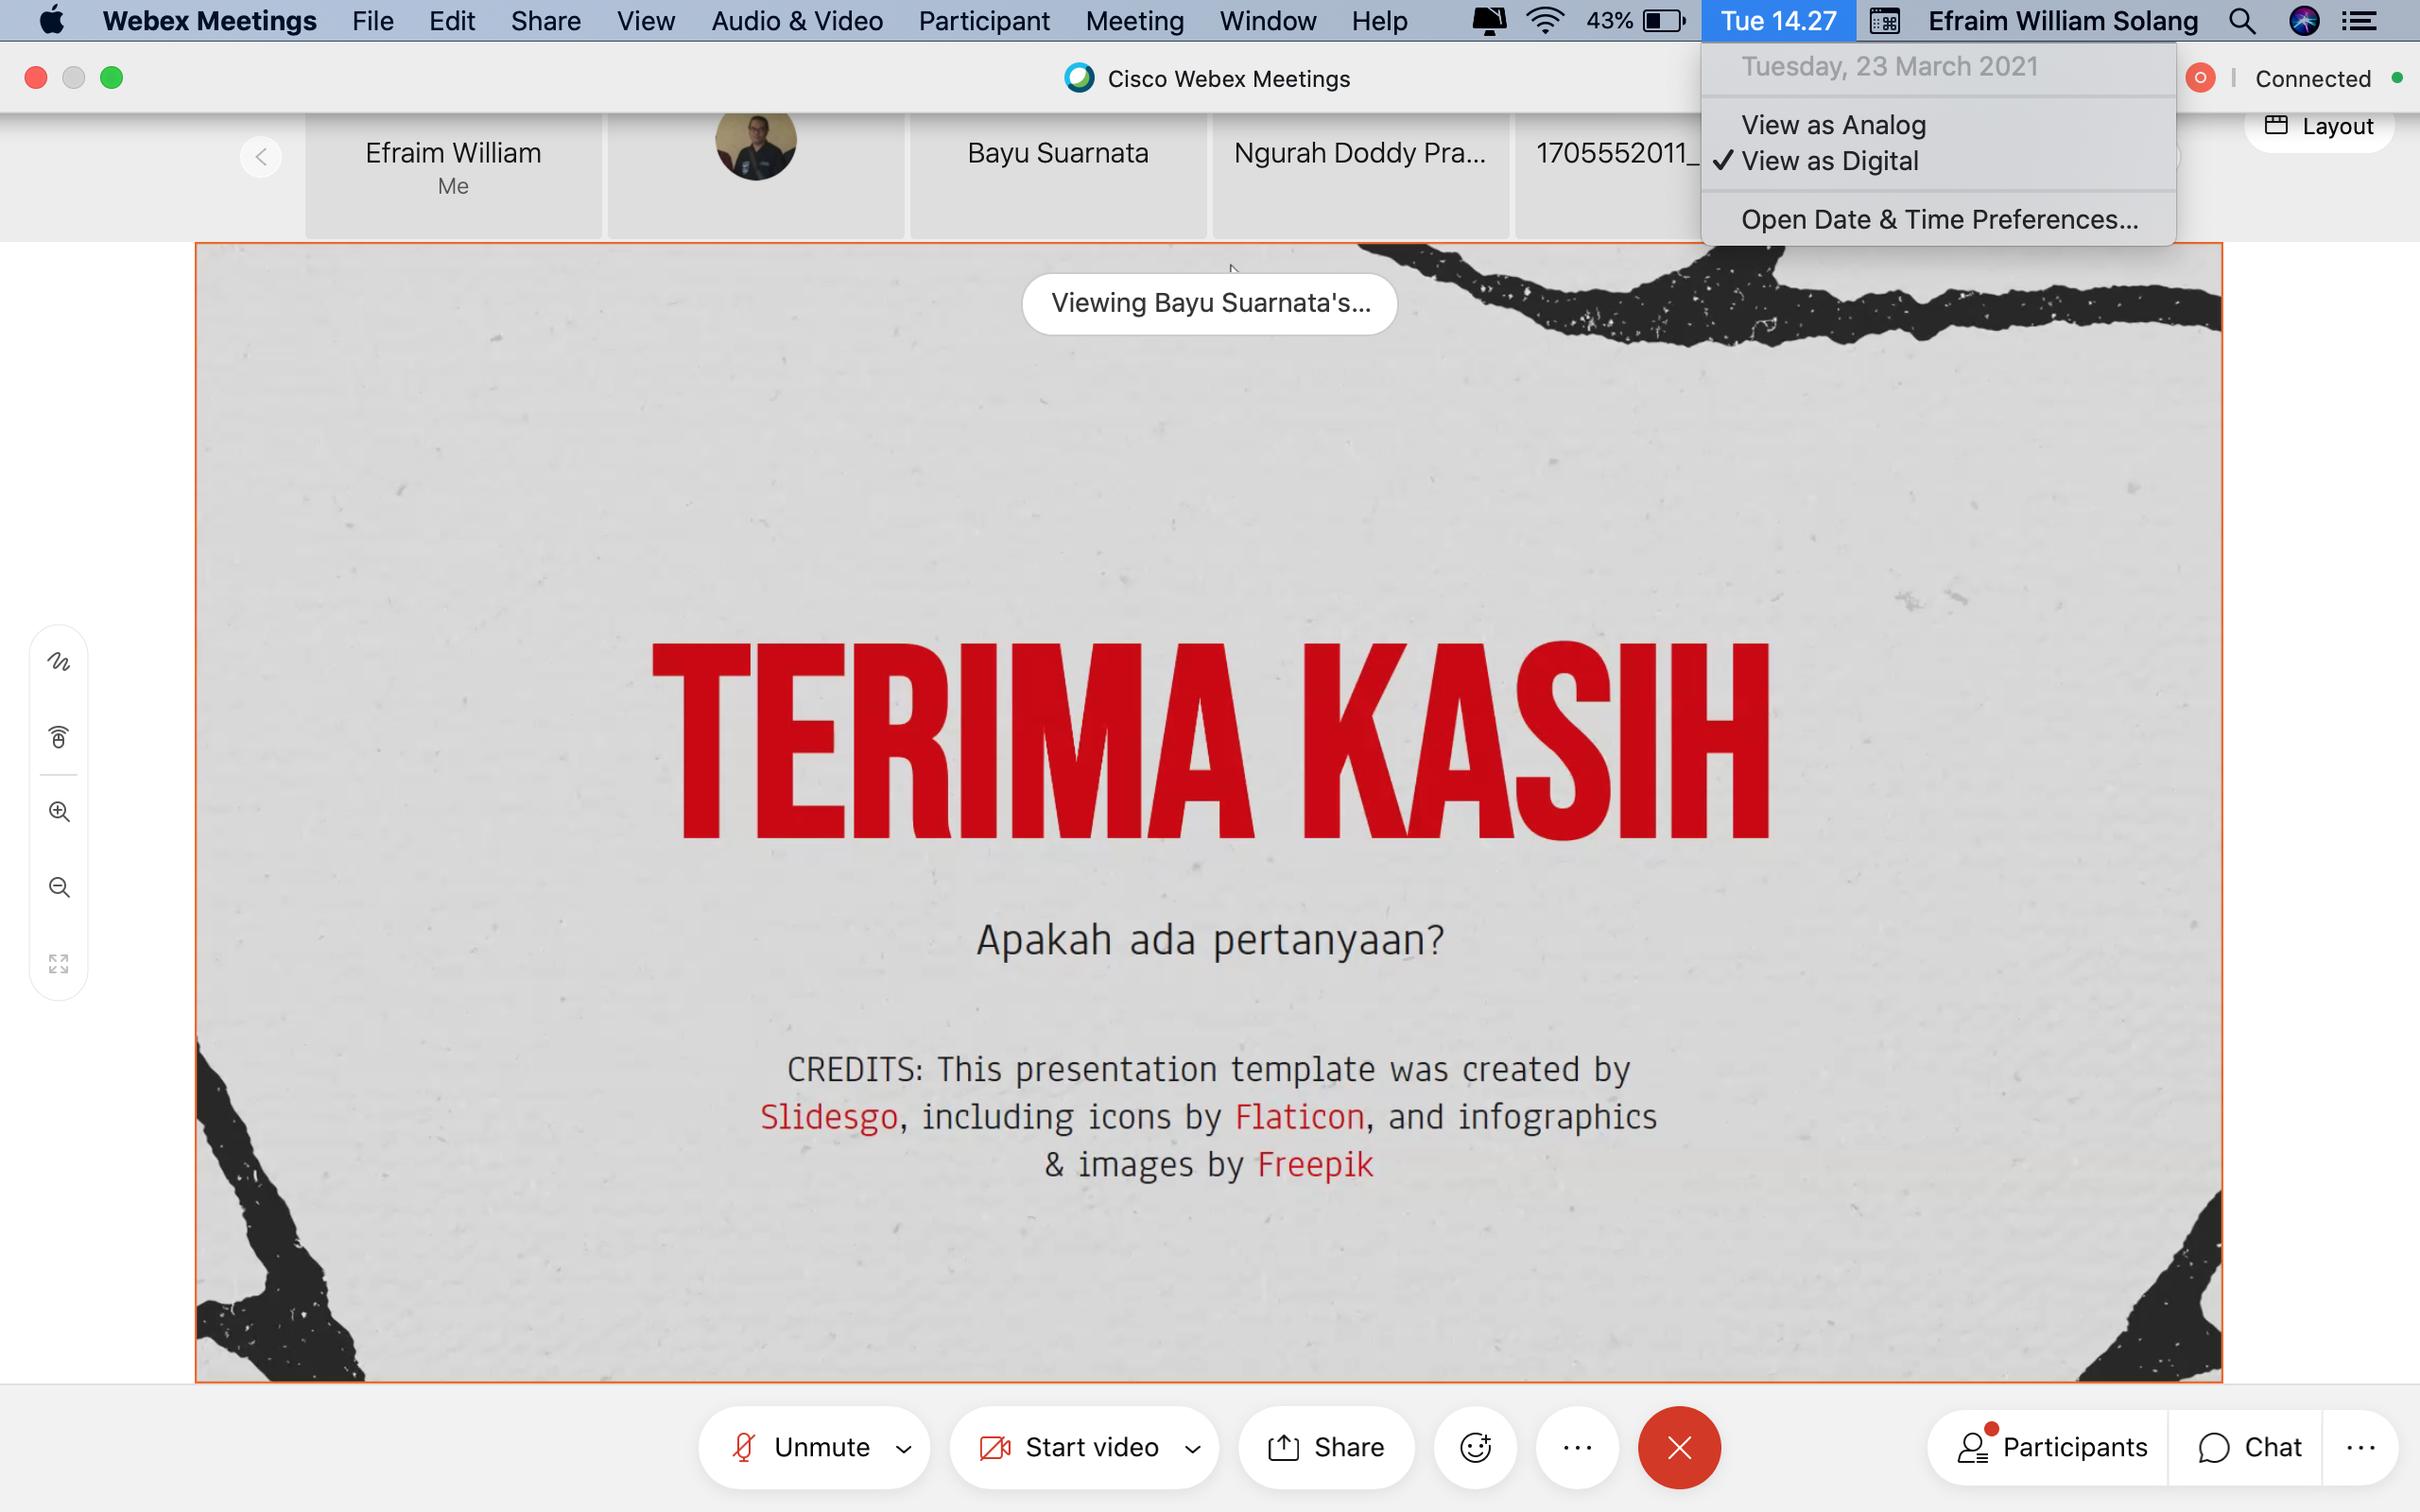 Webex Meetings File Edit Share View Audio & Video Participant Meeting Window Help 43% Tue 14.27 Efraim William Solang
Cisco Webex Meetings
Connected
Tuesday, 23 March 2021
View as Analog
✓ View as Digital
Open Date & Time Preferences...
Layout
Efraim William
Me
Bayu Suarnata
Ngurah Doddy Pra...
1705552011_
Viewing Bayu Suarnata's...
TERIMA KASIH
Apakah ada pertanyaan?
CREDITS: This presentation template was created by
Slidesgo, including icons by Flaticon, and infographics
& images by Freepik
Unmute Start video Share Participants Chat